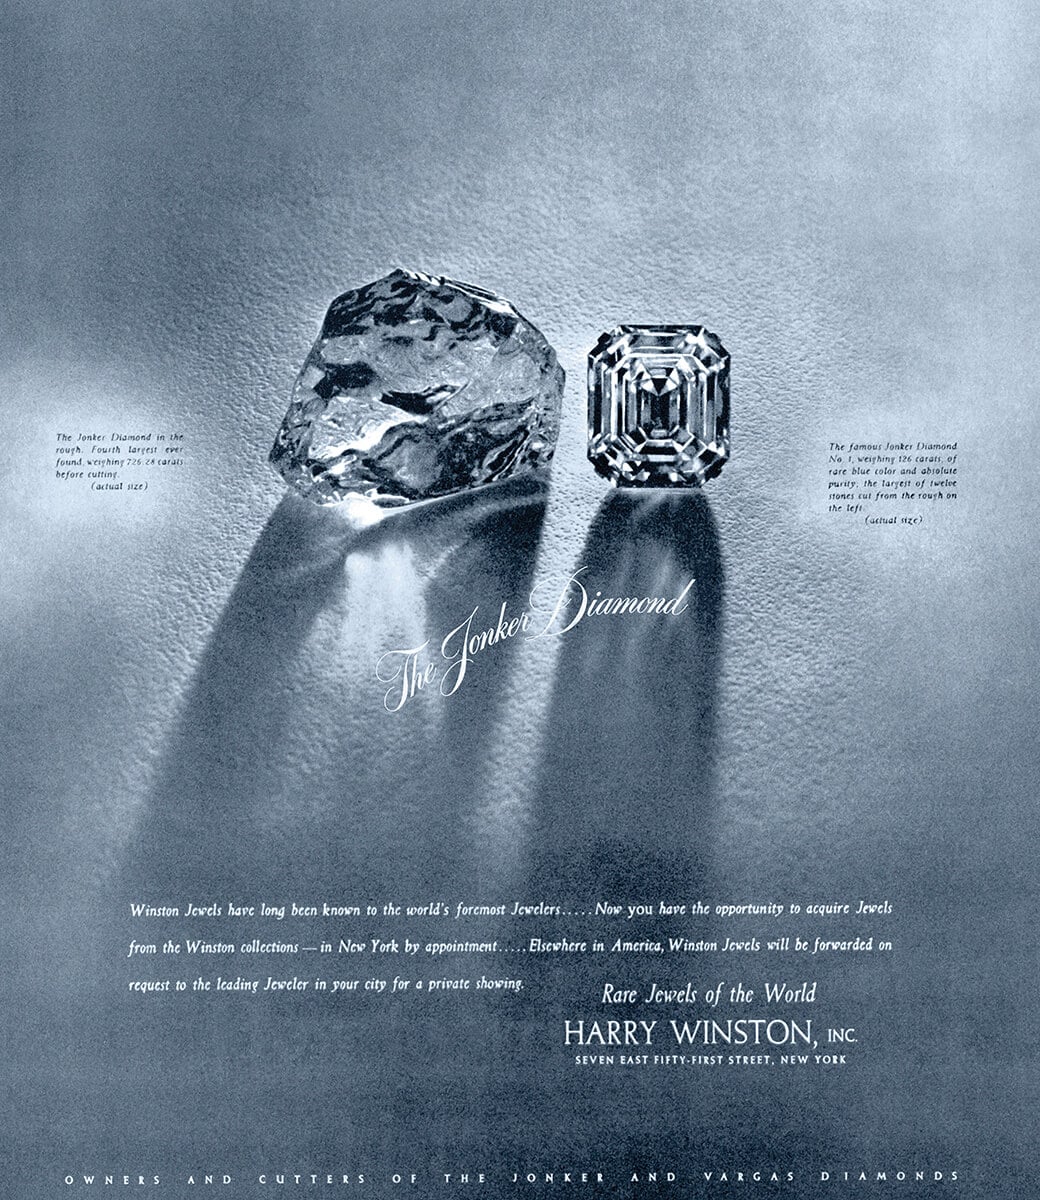 The Jonker Diamond in the
rough. Fourth largest ever
found, weighing 726.28 carats
before cutting.
(actual size)
The famous Jonker Diamond
No. 1, weighing 126 carats, of
rare blue color and absolute
purity; the largest of twelve
stones cut from the rough on
the left.
(actual size)
The Jonker Diamond
Winston Jewels have long been known to the world's foremost Jewelers.....Now you have the opportunity to acquire Jewels
from the Winston collections — in New York by appointment.....Elsewhere in America, Winston Jewels will be forwarded on
request to the leading Jeweler in your city for a private showing.
Rare Jewels of the World
HARRY WINSTON, INC.
SEVEN EAST FIFTY-FIRST STREET, NEW YORK
OWNERS AND CUTTERS OF THE JONKER AND VARGAS DIAMONDS